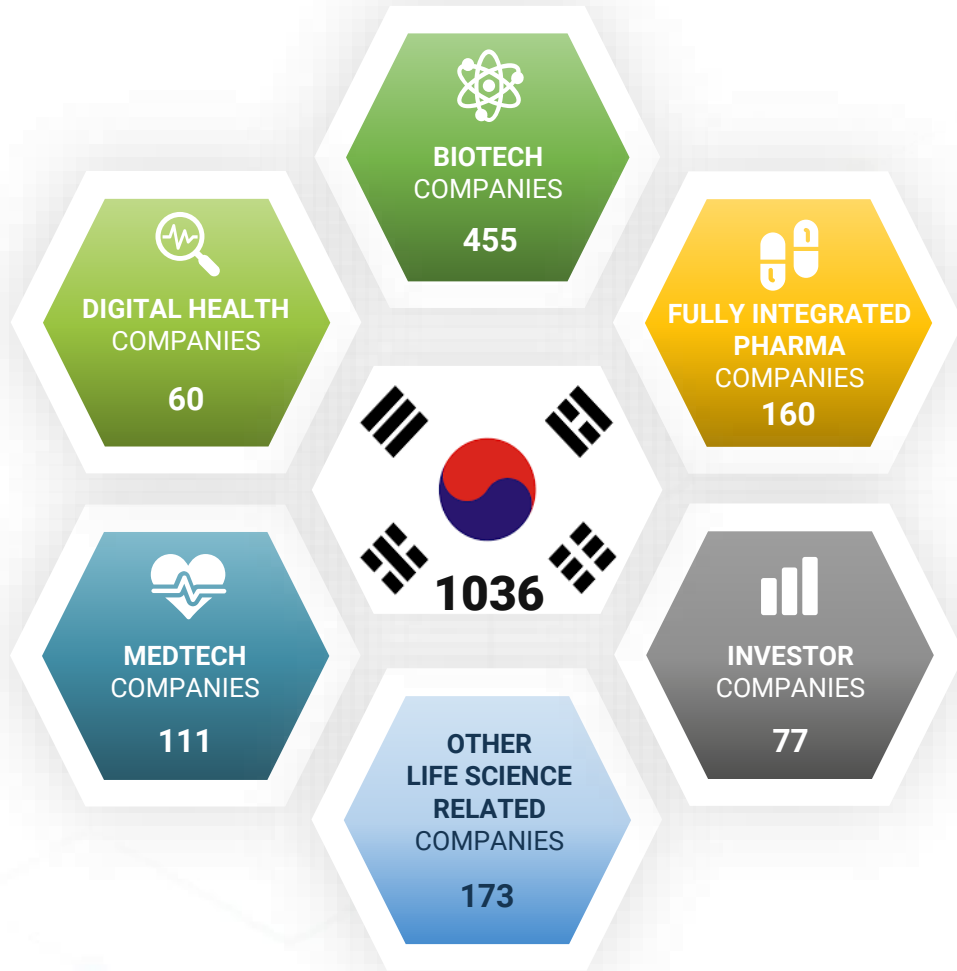 BIOTECH
COMPANIES
455
DIGITAL HEALTH
COMPANIES
60
FULLY INTEGRATED
PHARMA
COMPANIES
160
1036
MEDTECH
COMPANIES
111
INVESTOR
COMPANIES
77
OTHER
LIFE SCIENCE
RELATED
COMPANIES
173